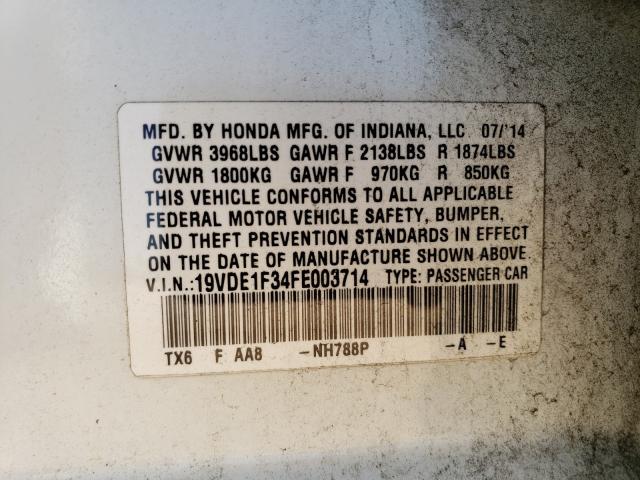 MFD. BY HONDA MFG. OF INDIANA, LLC 07/'14
GVWR 3968LBS GAWR F 2138LBS R 1874LBS
GVWR 1800KG GAWR F 970KG R 850KG
THIS VEHICLE CONFORMS TO ALL APPLICABLE
FEDERAL MOTOR VEHICLE SAFETY, BUMPER,
AND THEFT PREVENTION STANDARDS IN EFFECT
ON THE DATE OF MANUFACTURE SHOWN ABOVE.
V.I.N.:19VDE1F34FE003714 TYPE: PASSENGER CAR
TX6 F AA8 -NH788P -A -E